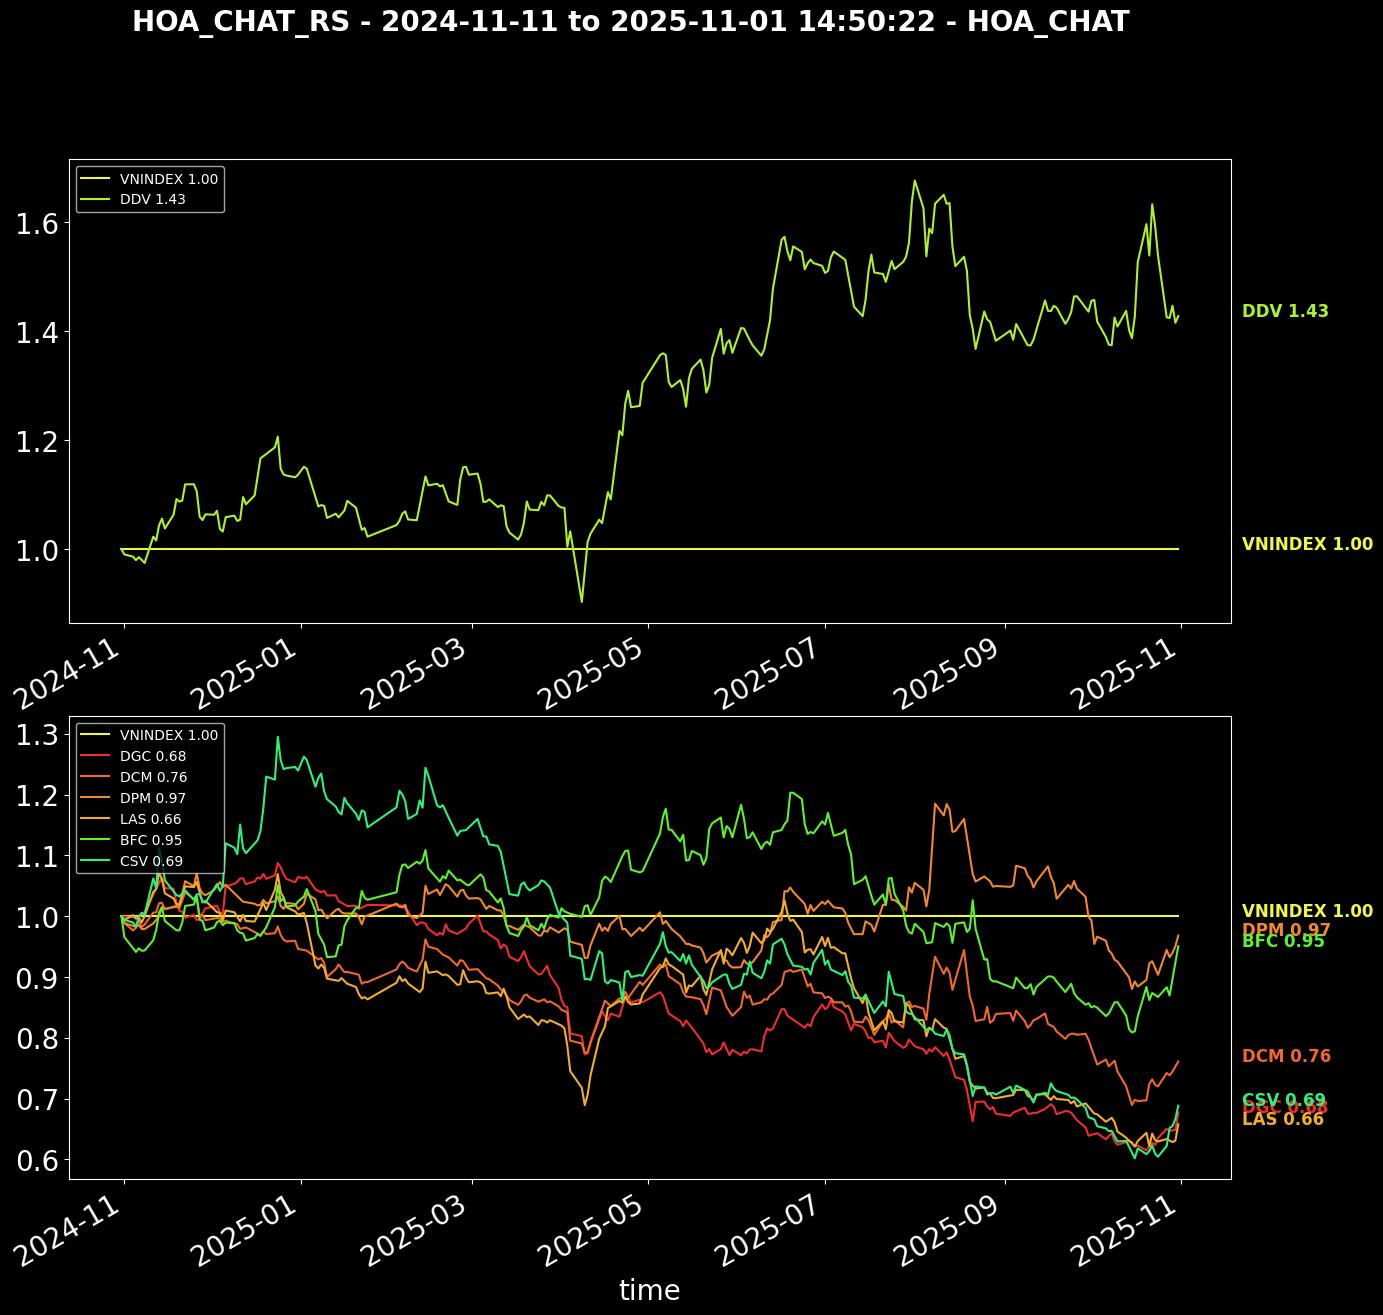 HOA_CHAT_RS - 2024-11-11 to 2025-11-01 14:50:22 - HOA_CHAT
VNINDEX 1.00
DDV 1.43
1.6
1.4
1.2
1.0
DDV 1.43
VNINDEX 1.00
2024-11
2025-01
2025-03
2025-05
2025-07
2025-09
2025-11
VNINDEX 1.00
DGC 0.68
DCM 0.76
DPM 0.97
LAS 0.66
BFC 0.95
CSV 0.69
1.3
1.2
1.1
1.0
0.9
0.8
0.7
0.6
VNINDEX 1.00
DPM 0.97
BFC 0.95
DCM 0.76
CSV 0.69
DGC 0.68
LAS 0.66
2024-11
2025-01
2025-03
2025-05
2025-07
2025-09
2025-11
time